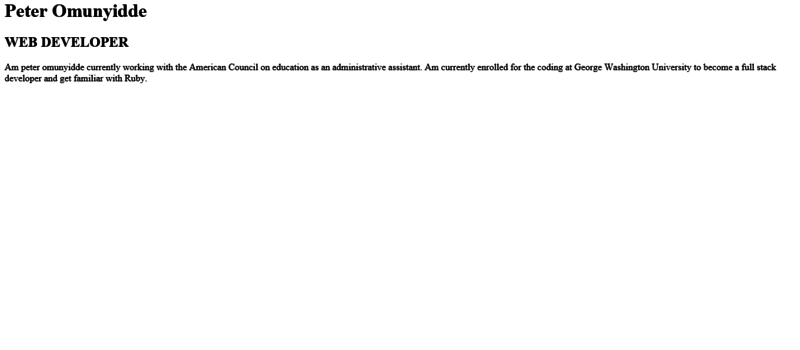 Peter Omunyidde
WEB DEVELOPER
Am peter omunyidde currently working with the American Council on education as an administrative assistant. Am currently enrolled for the coding at George Washington University to become a full stack
developer and get familiar with Ruby.